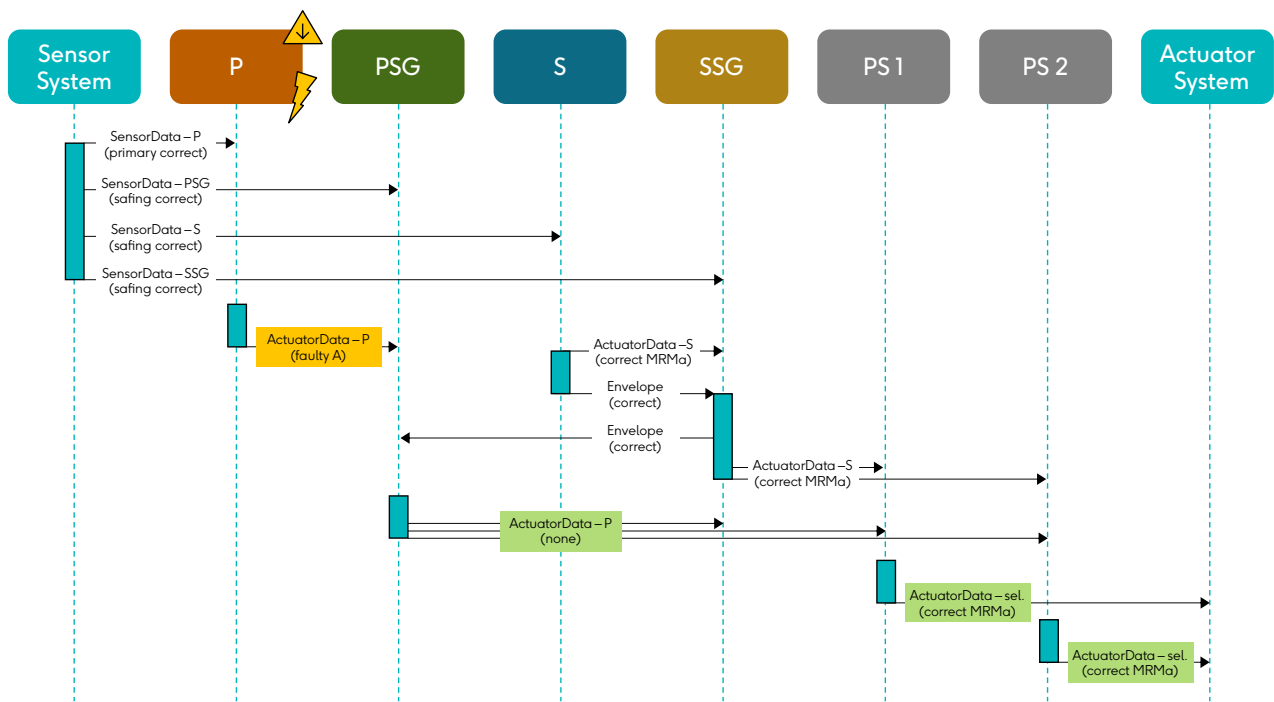 Sensor
System
P
PSG
S
SSG
PS 1
PS 2
Actuator
System
SensorData – P
(primary correct)
SensorData – PSG
(safing correct)
SensorData – S
(safing correct)
SensorData – SSG
(safing correct)
ActuatorData – P
(faulty A)
ActuatorData –S
(correct MRMa)
Envelope
(correct)
Envelope
(correct)
ActuatorData –S
(correct MRMa)
ActuatorData – P
(none)
ActuatorData – sel.
(correct MRMa)
ActuatorData – sel.
(correct MRMa)